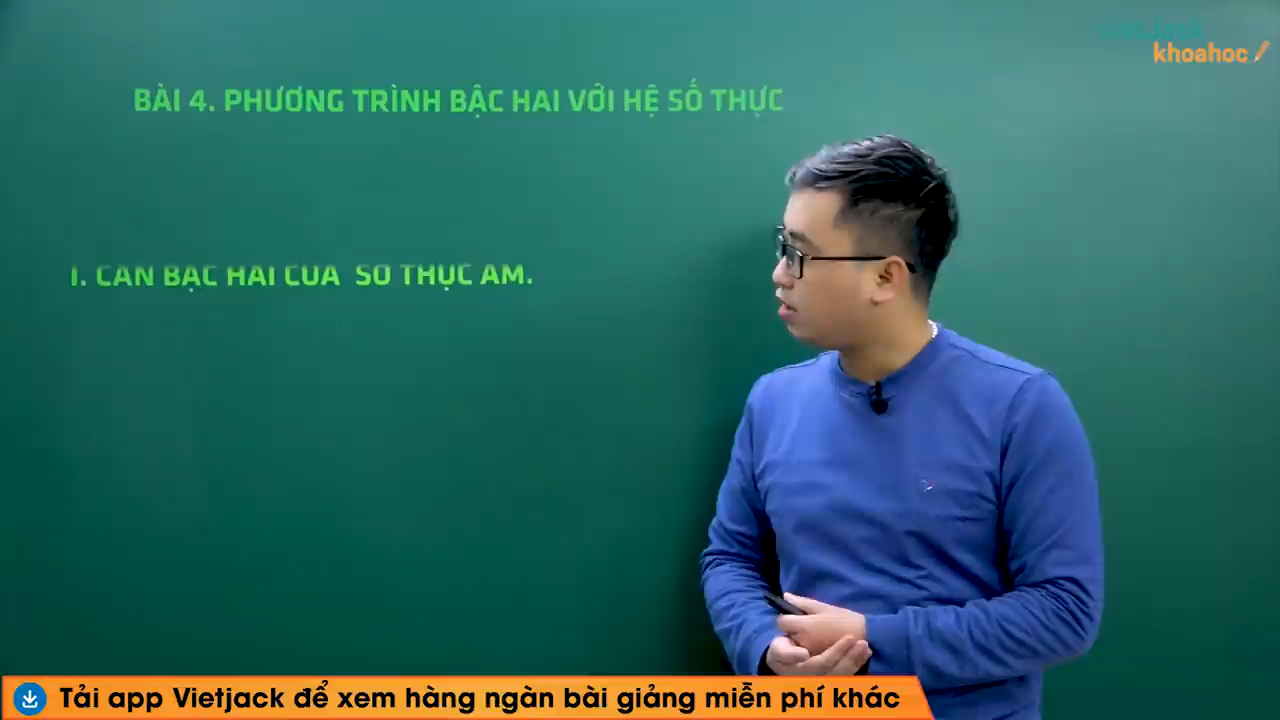 vietJack
khoahoc
BÀI 4. PHƯƠNG TRÌNH BẬC HAI VỚI HỆ SỐ THỰC
I. CĂN BẬC HAI CỦA SỐ THỰC ÂM.
Tải app Vietjack để xem hàng ngàn bài giảng miễn phí khác